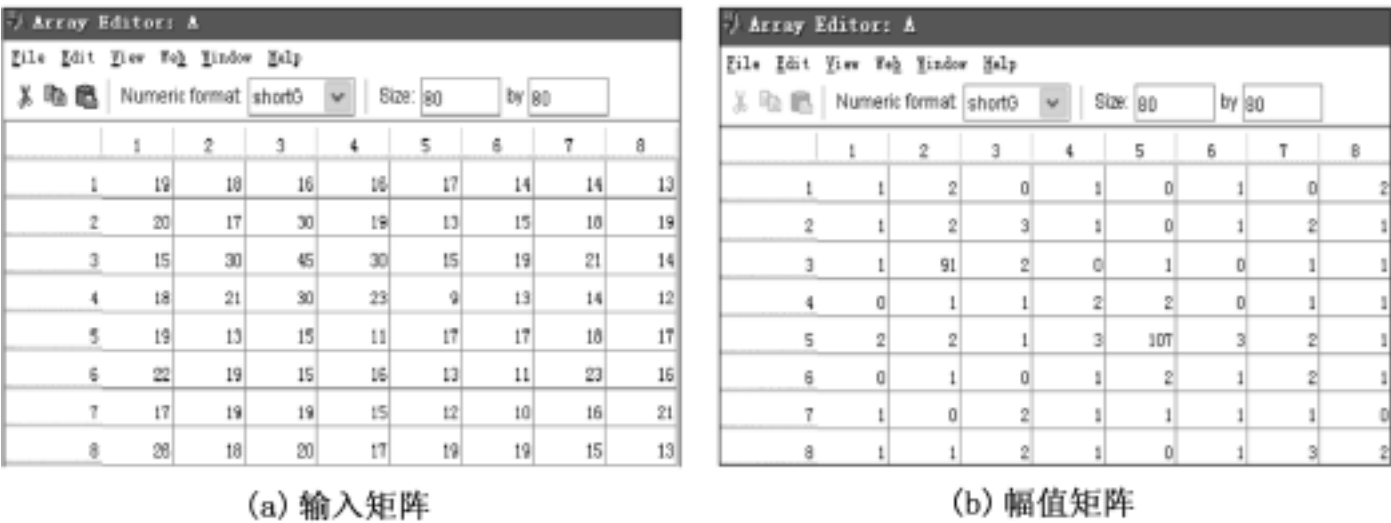 Array Editor: A
File Edit View Web Window Help
Numeric format shortG Size: 80 by 80
1 2 3 4 5 6 7 8
1 19 18 16 16 17 14 14 13
2 20 17 30 19 13 15 18 19
3 15 30 45 30 15 19 21 14
4 18 21 30 23 9 13 14 12
5 19 13 15 11 17 17 18 17
6 22 19 15 16 13 11 23 16
7 17 19 19 15 12 10 16 21
8 26 18 20 17 19 19 15 13
(a) 输入矩阵
Array Editor: A
File Edit View Web Window Help
Numeric format shortG Size: 80 by 80
1 2 3 4 5 6 7 8
1 1 2 0 1 0 1 0 2
2 1 2 3 1 0 1 2 1
3 1 91 2 0 1 0 1 1
4 0 1 1 2 2 0 1 1
5 2 2 1 3 107 3 2 1
6 0 1 0 1 2 1 2 1
7 1 0 2 1 1 1 1 0
8 1 1 2 1 0 1 3 2
(b) 幅值矩阵